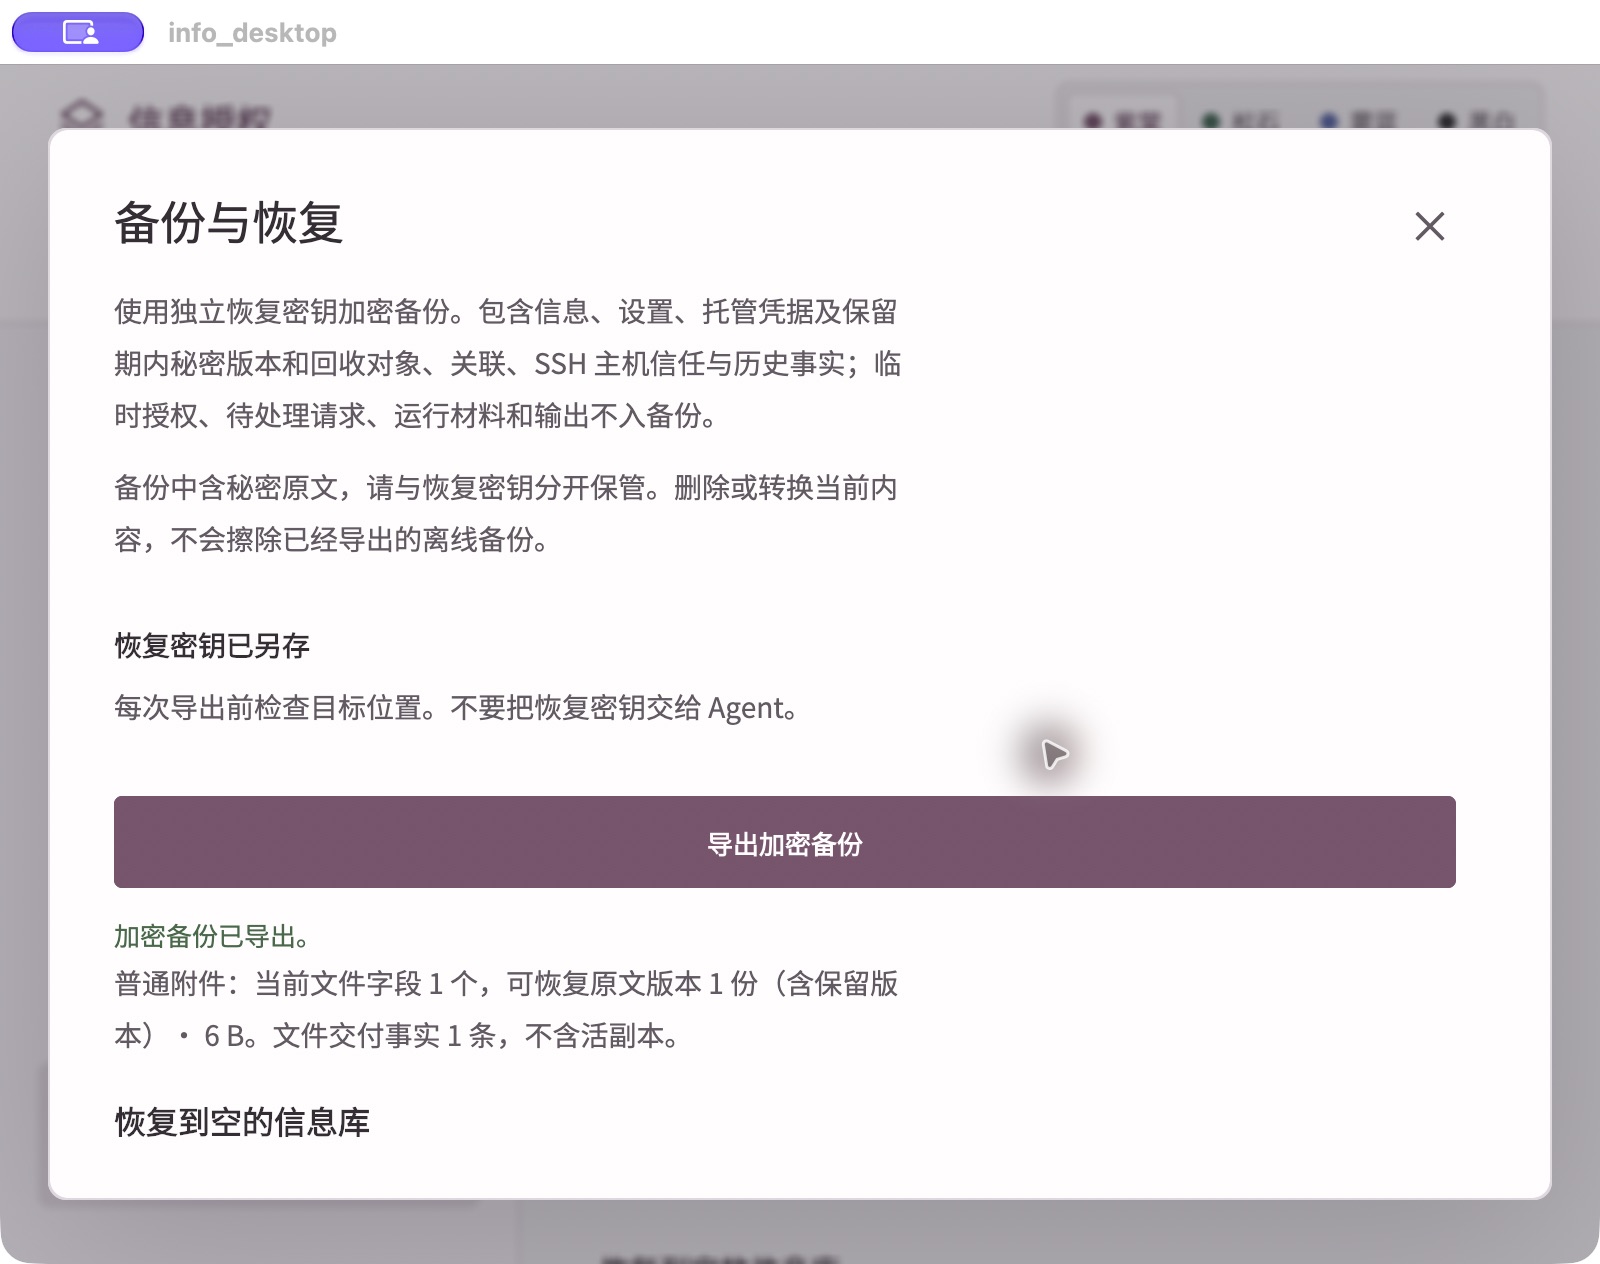 info_desktop
信息授权
备份与恢复
使用独立恢复密钥加密备份。包含信息、设置、托管凭据及保留
期内秘密版本和回收对象、关联、SSH 主机信任与历史事实；临
时授权、待处理请求、运行材料和输出不入备份。
备份中含秘密原文，请与恢复密钥分开保管。删除或转换当前内
容，不会擦除已经导出的离线备份。
恢复密钥已另存
每次导出前检查目标位置。不要把恢复密钥交给 Agent。
导出加密备份
加密备份已导出。
普通附件：当前文件字段 1 个，可恢复原文版本 1 份（含保留版
本）· 6 B。文件交付事实 1 条，不含活副本。
恢复到空的信息库